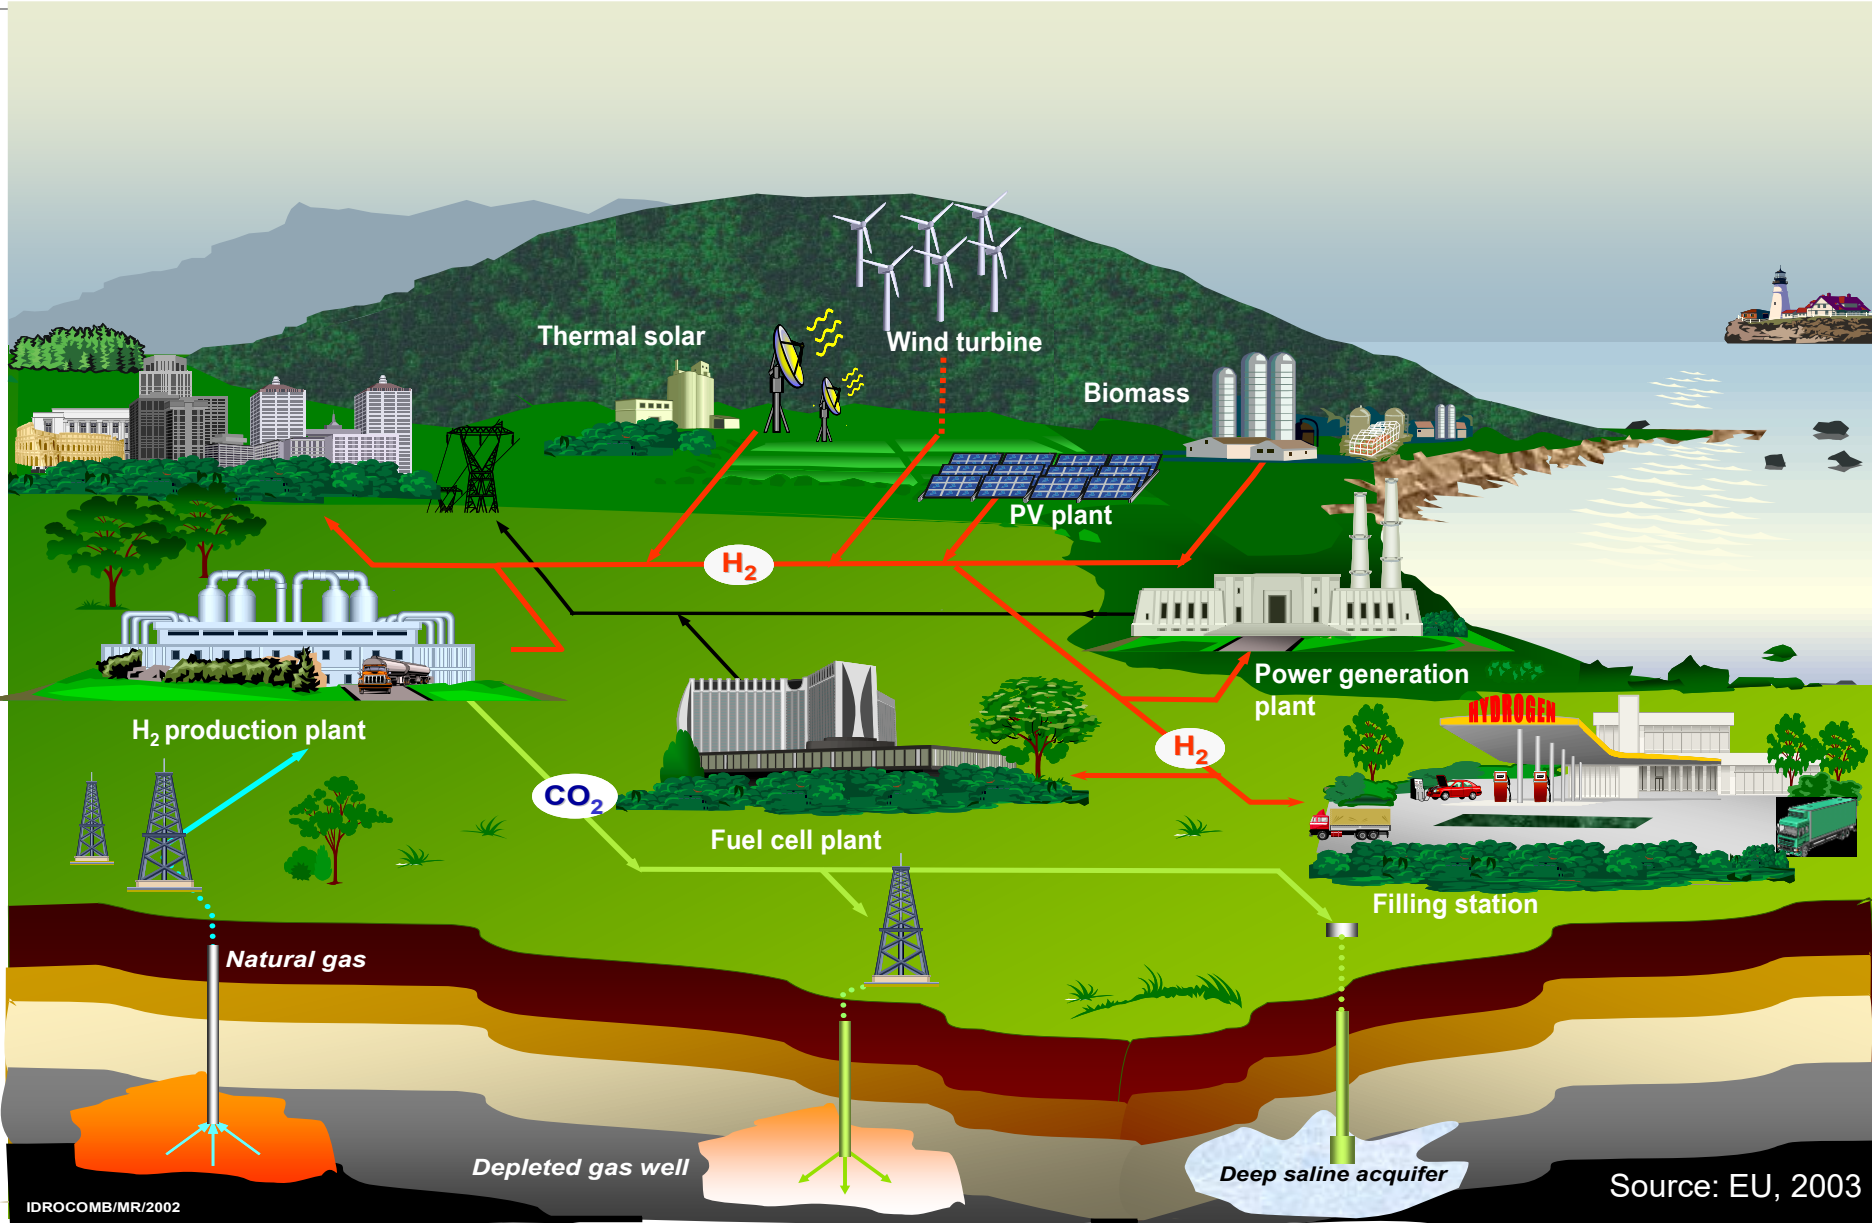 Thermal solar
Wind turbine
Biomass
PV plant
H2
Power generation
plant
HYDROGEN
H2 production plant
H2
CO2
Fuel cell plant
Filling station
Natural gas
Depleted gas well
Deep saline acquifer
Source: EU, 2003
IDROCOMB/MR/2002